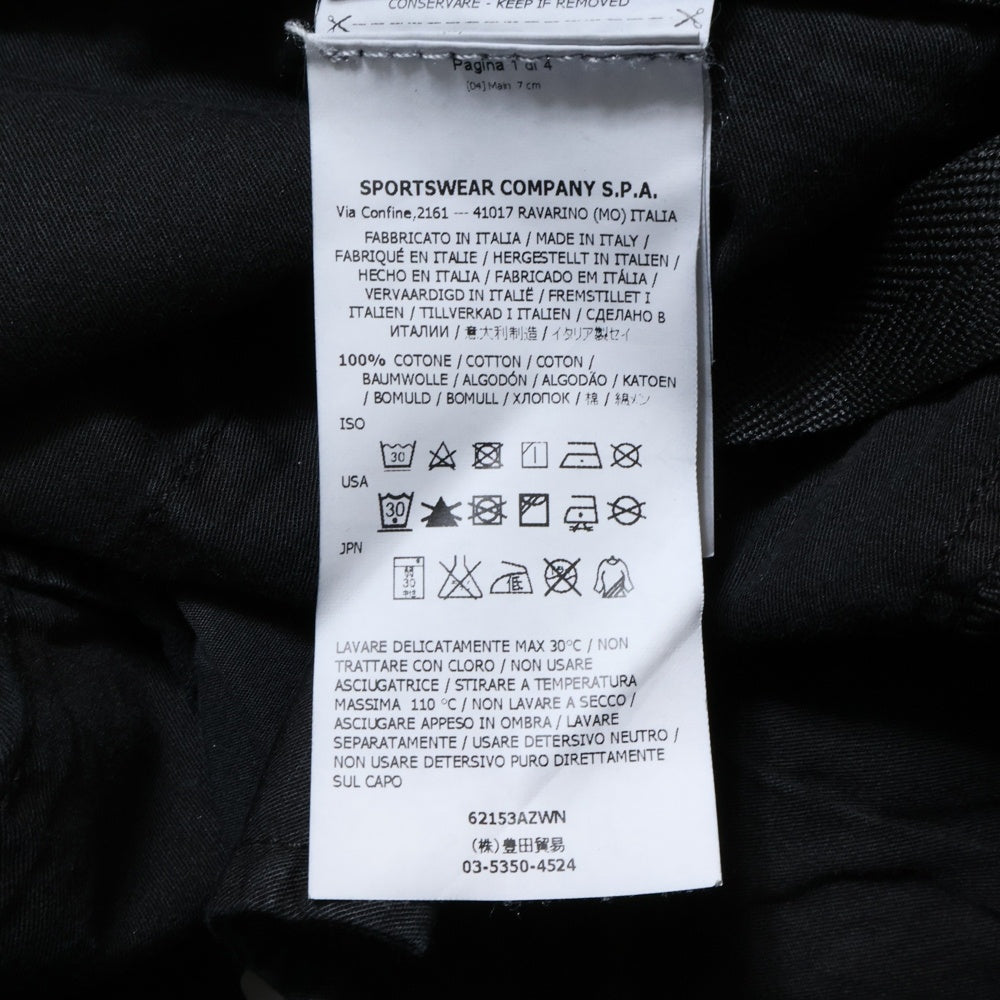 CONSERVARE - KEEP IF REMOVED
Pagina 1 di 4
[04] Main 7 cm
SPORTSWEAR COMPANY S.P.A.
Via Confine,2161 --- 41017 RAVARINO (MO) ITALIA
FABBRICATO IN ITALIA / MADE IN ITALY /
FABRIQUÉ EN ITALIE / HERGESTELLT IN ITALIEN /
HECHO EN ITALIA / FABRICADO EM ITÁLIA /
VERVAARDIGD IN ITALIË / FREMSTILLET I
ITALIEN / TILLVERKAD I ITALIEN / СДЕЛАНО В
ИТАЛИИ / 意大利制造 / イタリア製セイ
100% COTONE / COTTON / COTON /
BAUMWOLLE / ALGODÓN / ALGODÃO / KATOEN
/ BOMULD / BOMULL / ХЛОПОК / 棉 / 綿メン
ISO
30
USA
30
JPN
30
低
LAVARE DELICATAMENTE MAX 30°C / NON
TRATTARE CON CLORO / NON USARE
ASCIUGATRICE / STIRARE A TEMPERATURA
MASSIMA 110 °C / NON LAVARE A SECCO /
ASCIUGARE APPESO IN OMBRA / LAVARE
SEPARATAMENTE / USARE DETERSIVO NEUTRO /
NON USARE DETERSIVO PURO DIRETTAMENTE
SUL CAPO
62153AZWN
(株)豊田貿易
03-5350-4524